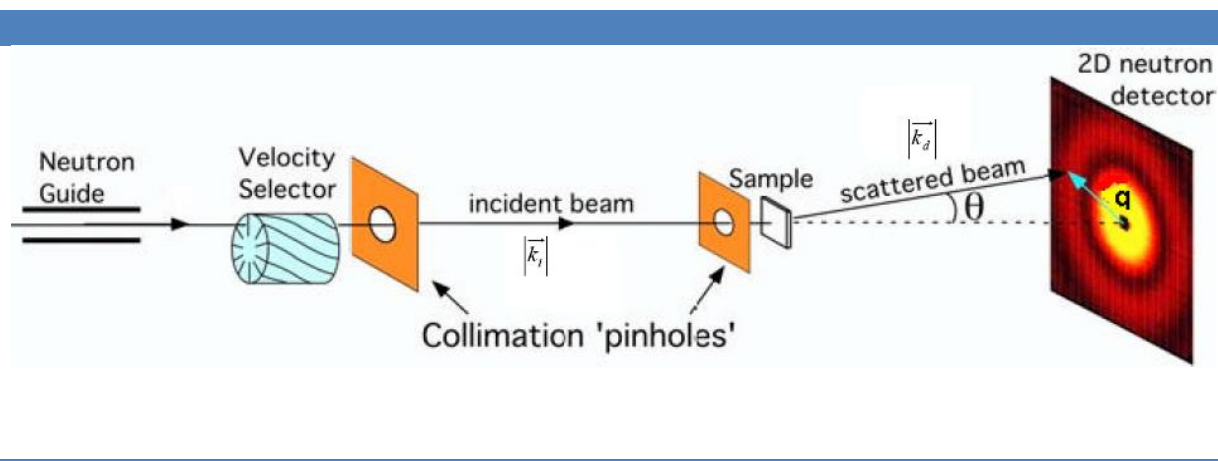 2D neutron
detector
|k_d|
Neutron
Guide
Velocity
Selector
Sample
scattered beam
incident beam
θ
q
|k_i|
Collimation 'pinholes'